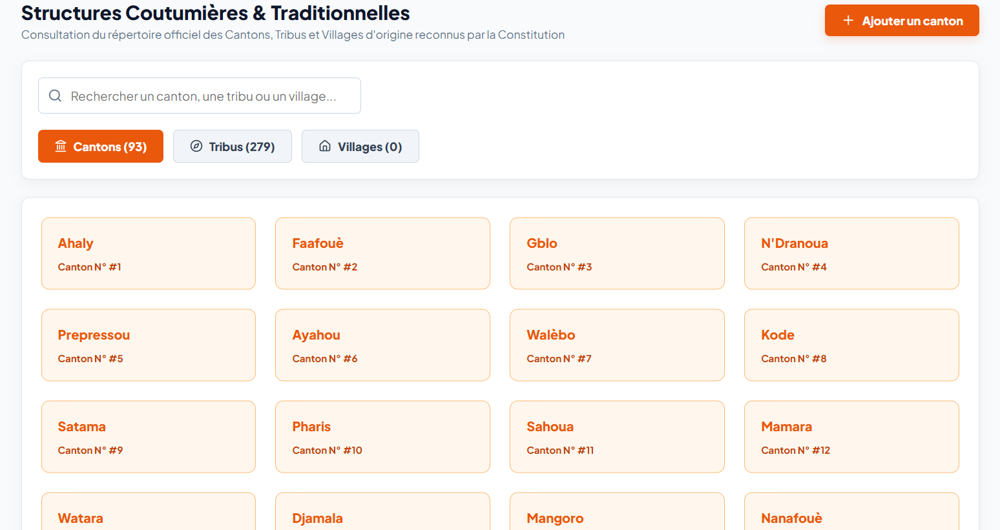 Structures Coutumières & Traditionnelles
Consultation du répertoire officiel des Cantons, Tribus et Villages d'origine reconnus par la Constitution
Ajouter un canton
Rechercher un canton, une tribu ou un village...
Cantons (93) Tribus (279) Villages (0)
Ahaly Faafouè Gblo N'Dranoua
Canton N° #1 Canton N° #2 Canton N° #3 Canton N° #4
Prepressou Ayahou Walèbo Kode
Canton N° #5 Canton N° #6 Canton N° #7 Canton N° #8
Satama Pharis Sahoua Mamara
Canton N° #9 Canton N° #10 Canton N° #11 Canton N° #12
Watara Djamala Mangoro Nanafouè